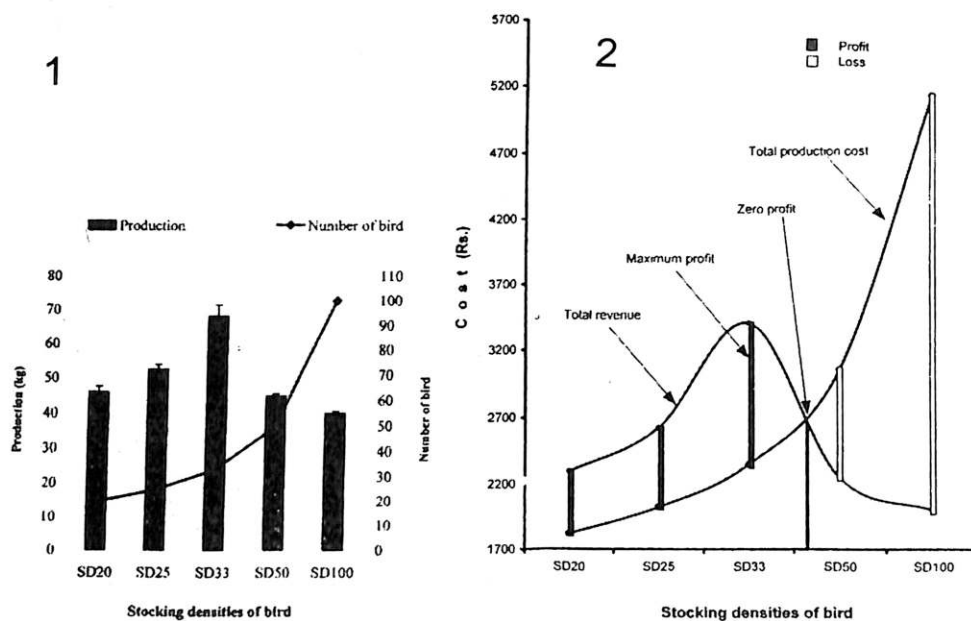 1
Production
Number of bird
80
70
60
50
40
30
20
10
0
Production (kg)
110
100
90
80
70
60
50
40
30
20
10
0
Number of bird
SD20 SD25 SD33 SD50 SD100
Stocking densities of bird
2
5700
5200
4700
4200
3700
3200
2700
2200
1700
Cost (Rs.)
Profit
Loss
Total production cost
Zero profit
Maximum profit
Total revenue
SD20 SD25 SD33 SD50 SD100
Stocking densities of bird